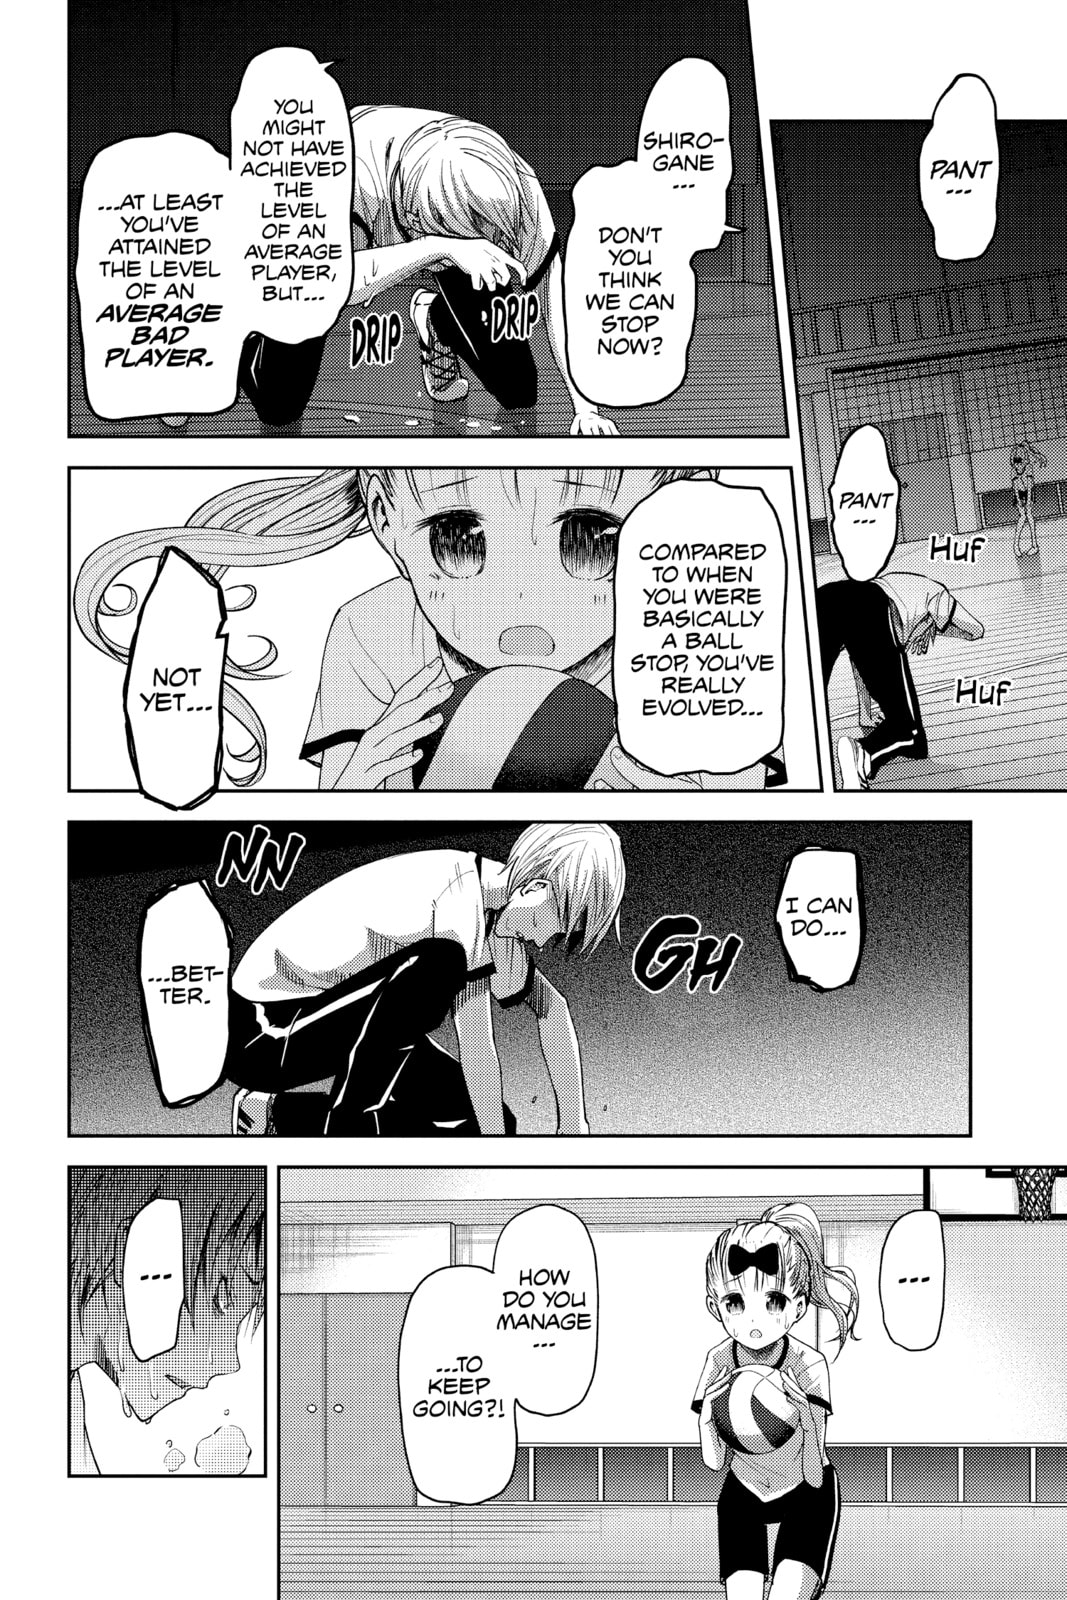 PANT
...
PANT
...
Huf
Huf
SHIRO-
GANE
...
DON'T
YOU
THINK
WE CAN
STOP
NOW?
YOU
MIGHT
NOT HAVE
ACHIEVED
THE
LEVEL
OF AN
AVERAGE
PLAYER,
BUT...
...AT LEAST
YOU'VE
ATTAINED
THE LEVEL
OF AN
AVERAGE
BAD
PLAYER.
DRIP
DRIP
COMPARED
TO WHEN
YOU WERE
BASICALLY
A BALL
STOP, YOU'VE
REALLY
EVOLVED...
NOT
YET...
I CAN
DO...
GH
NN
...BET-
TER.
...
HOW
DO YOU
MANAGE
...
...TO
KEEP
GOING?!
...